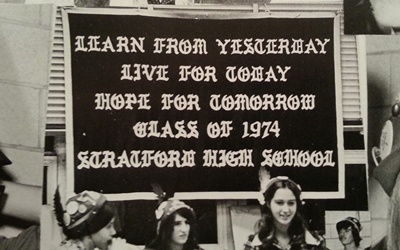 LEARN FROM YESTERDAY
LIVE FOR TODAY
HOPE FOR TOMORROW
CLASS OF 1974
STRATFORD HIGH SCHOOL